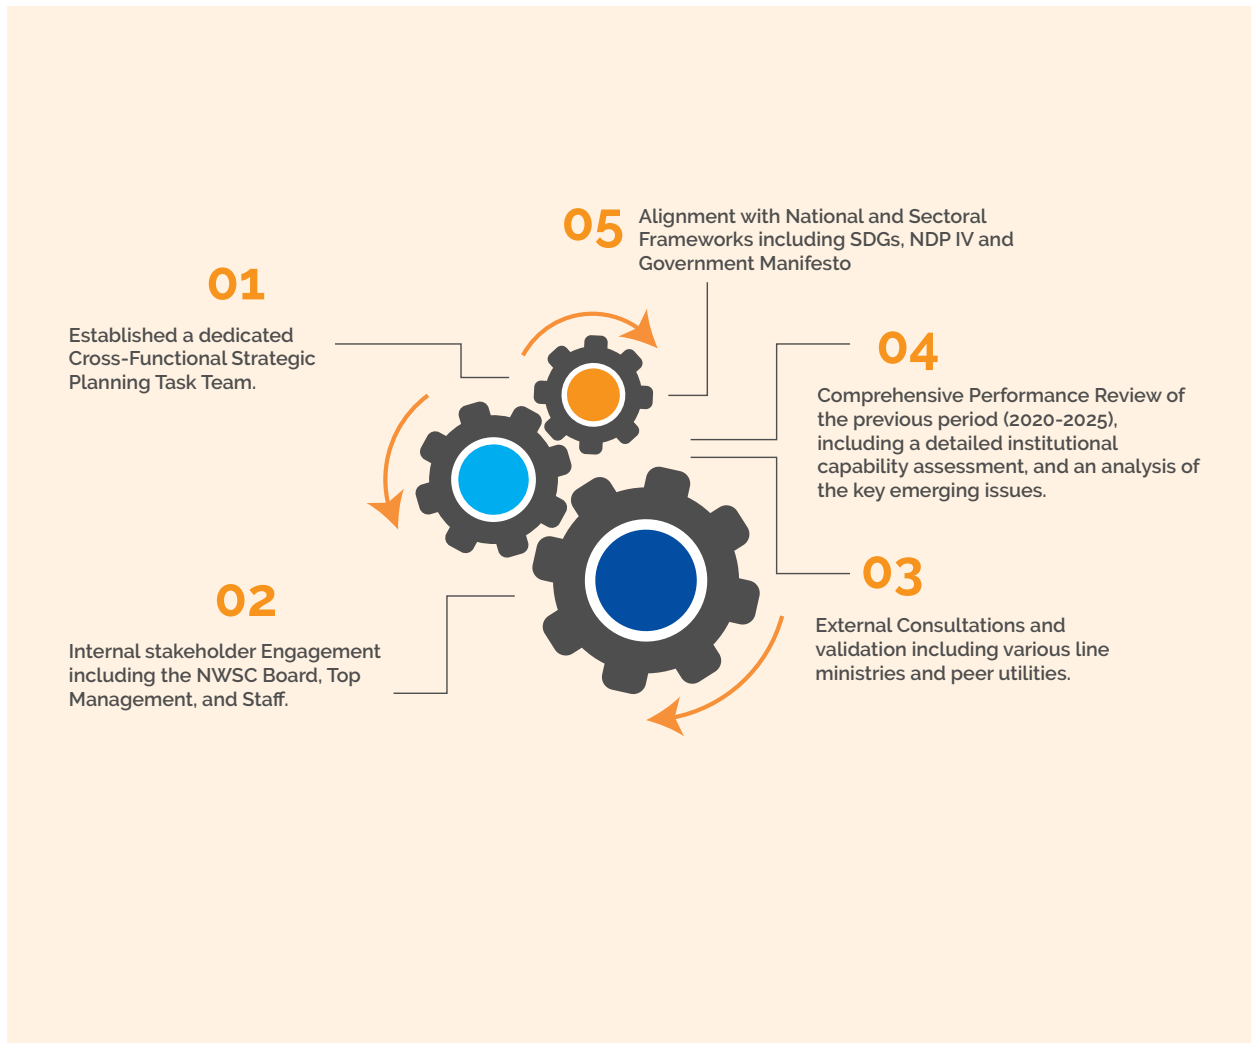 01
Established a dedicated
Cross-Functional Strategic
Planning Task Team.
02
Internal stakeholder Engagement
including the NWSC Board, Top
Management, and Staff.
03
External Consultations and
validation including various line
ministries and peer utilities.
04
Comprehensive Performance Review of
the previous period (2020-2025),
including a detailed institutional
capability assessment, and an analysis of
the key emerging issues.
05
Alignment with National and Sectoral
Frameworks including SDGs, NDP IV and
Government Manifesto